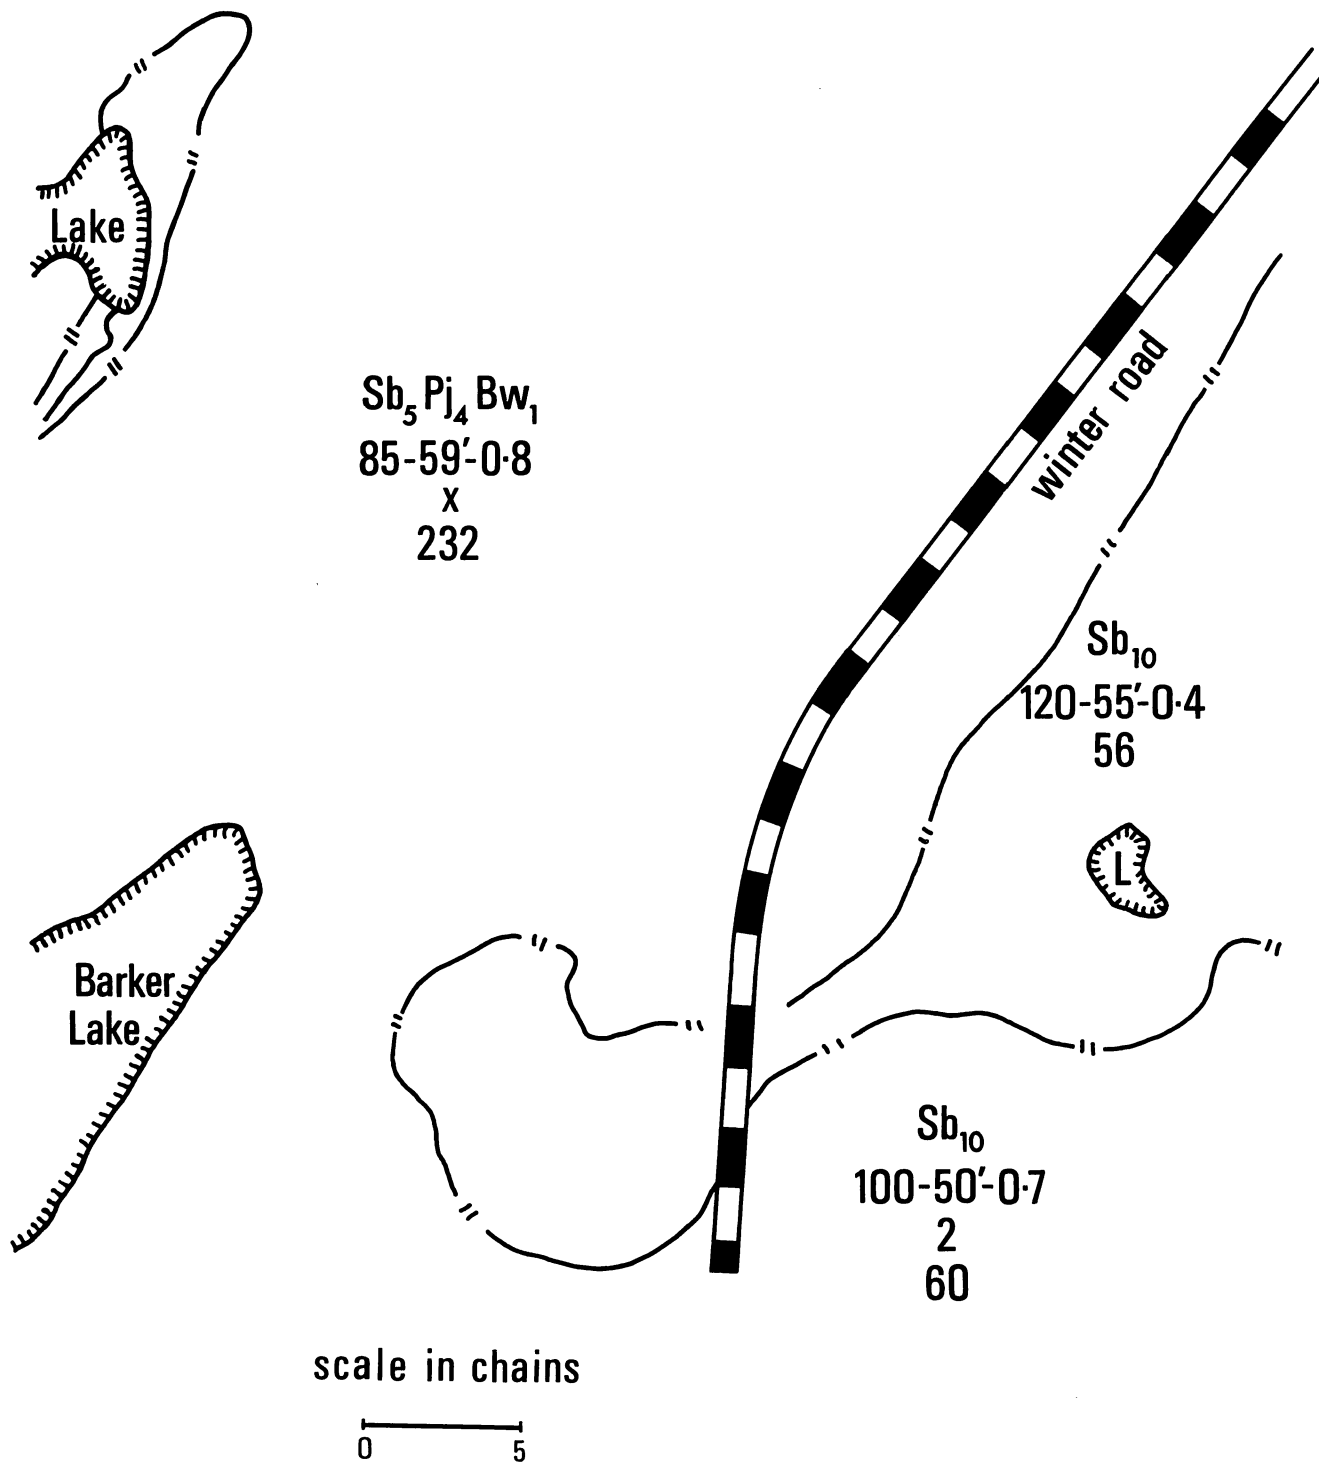 Lake
Sb₅ Pj₄ Bw₁
85-59′-0·8
x
232
winter road
Sb₁₀
120-55′-0·4
56
L
Barker
Lake
Sb₁₀
100-50′-0·7
2
60
scale in chains
0 5